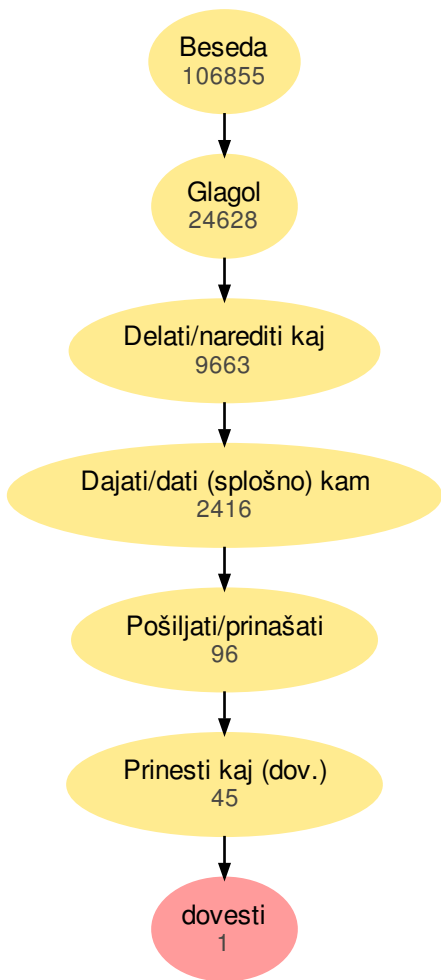 Beseda
106855
Glagol
24628
Delati/narediti kaj
9663
Dajati/dati (splošno) kam
2416
Pošiljati/prinašati
96
Prinesti kaj (dov.)
45
dovesti
1